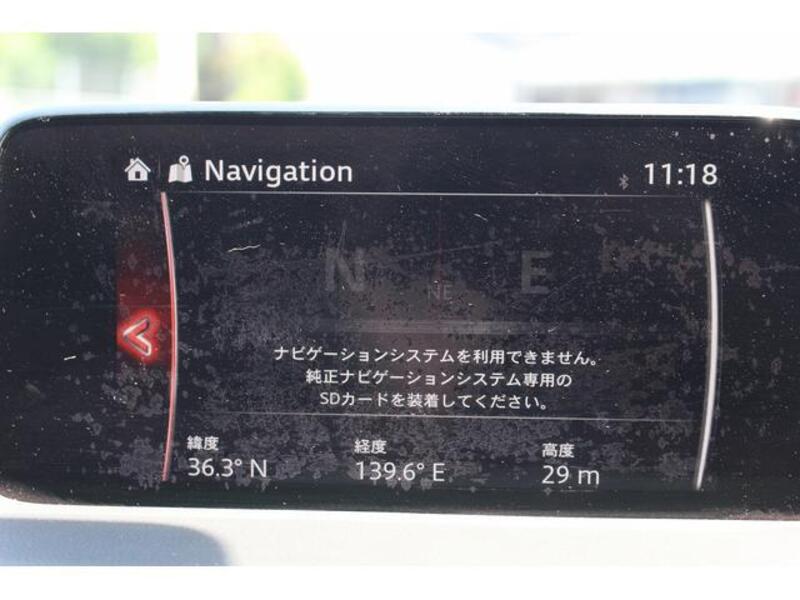 Navigation
11:18
N
E
NE
ナビゲーションシステムを利用できません。
純正ナビゲーションシステム専用の
SDカードを装着してください。
緯度 経度 高度
36.3° N 139.6° E 29 m